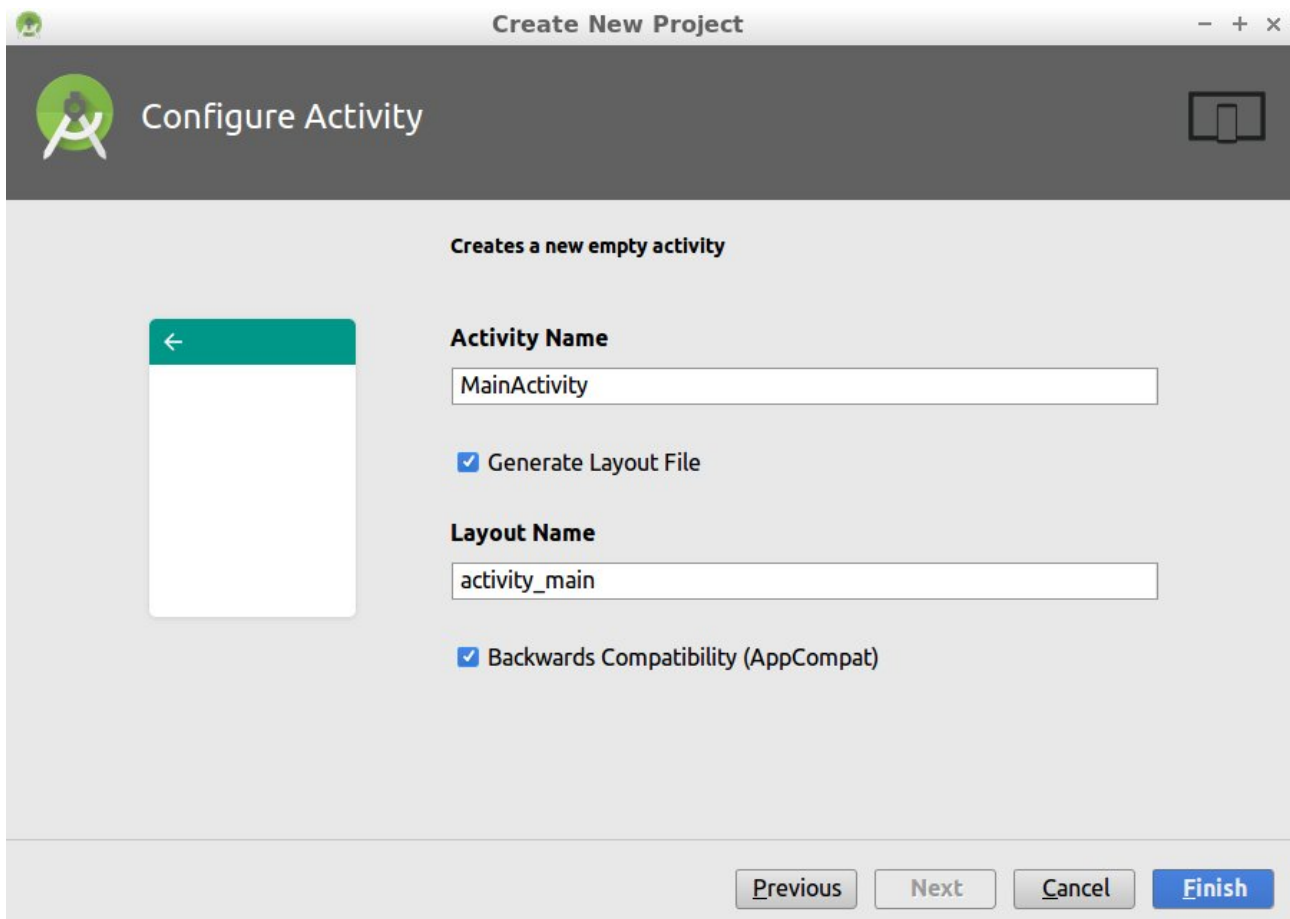 Create New Project
Configure Activity
Creates a new empty activity
Activity Name
MainActivity
Generate Layout File
Layout Name
activity_main
Backwards Compatibility (AppCompat)
Previous Next Cancel Finish